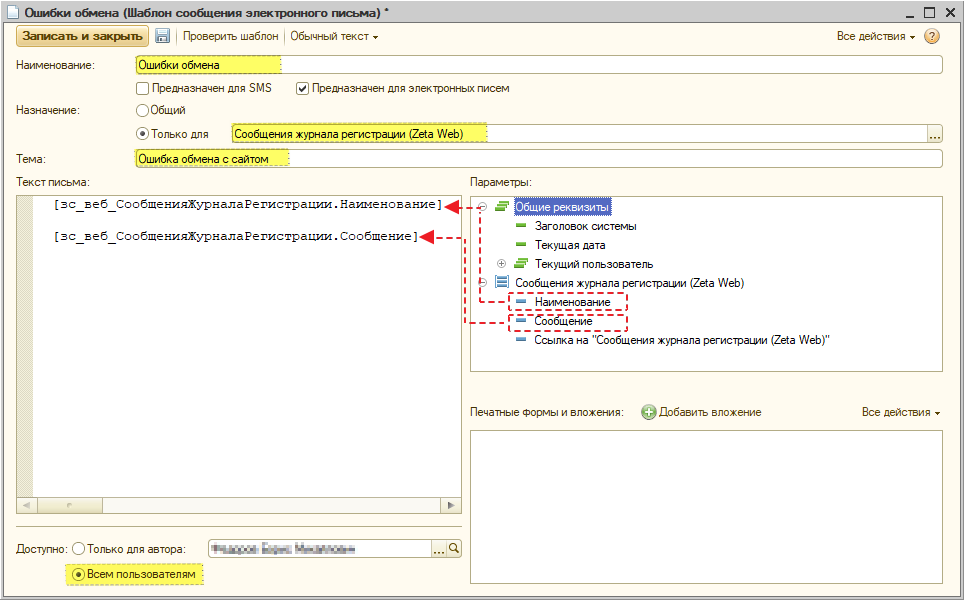 Ошибки обмена (Шаблон сообщения электронного письма) *
Записать и закрыть Проверить шаблон Обычный текст Все действия ?
Наименование: Ошибки обмена
Предназначен для SMS Предназначен для электронных писем
Назначение: Общий
Только для Сообщения журнала регистрации (Zeta Web) ...
Тема: Ошибка обмена с сайтом
Текст письма:
[зс_веб_СообщенияЖурналаРегистрации.Наименование]
[зс_веб_СообщенияЖурналаРегистрации.Сообщение]
Параметры:
Общие реквизиты
Заголовок системы
Текущая дата
Текущий пользователь
Сообщения журнала регистрации (Zeta Web)
Наименование
Сообщение
Ссылка на "Сообщения журнала регистрации (Zeta Web)"
Печатные формы и вложения: Добавить вложение Все действия
Доступно: Только для автора: ...
Всем пользователям